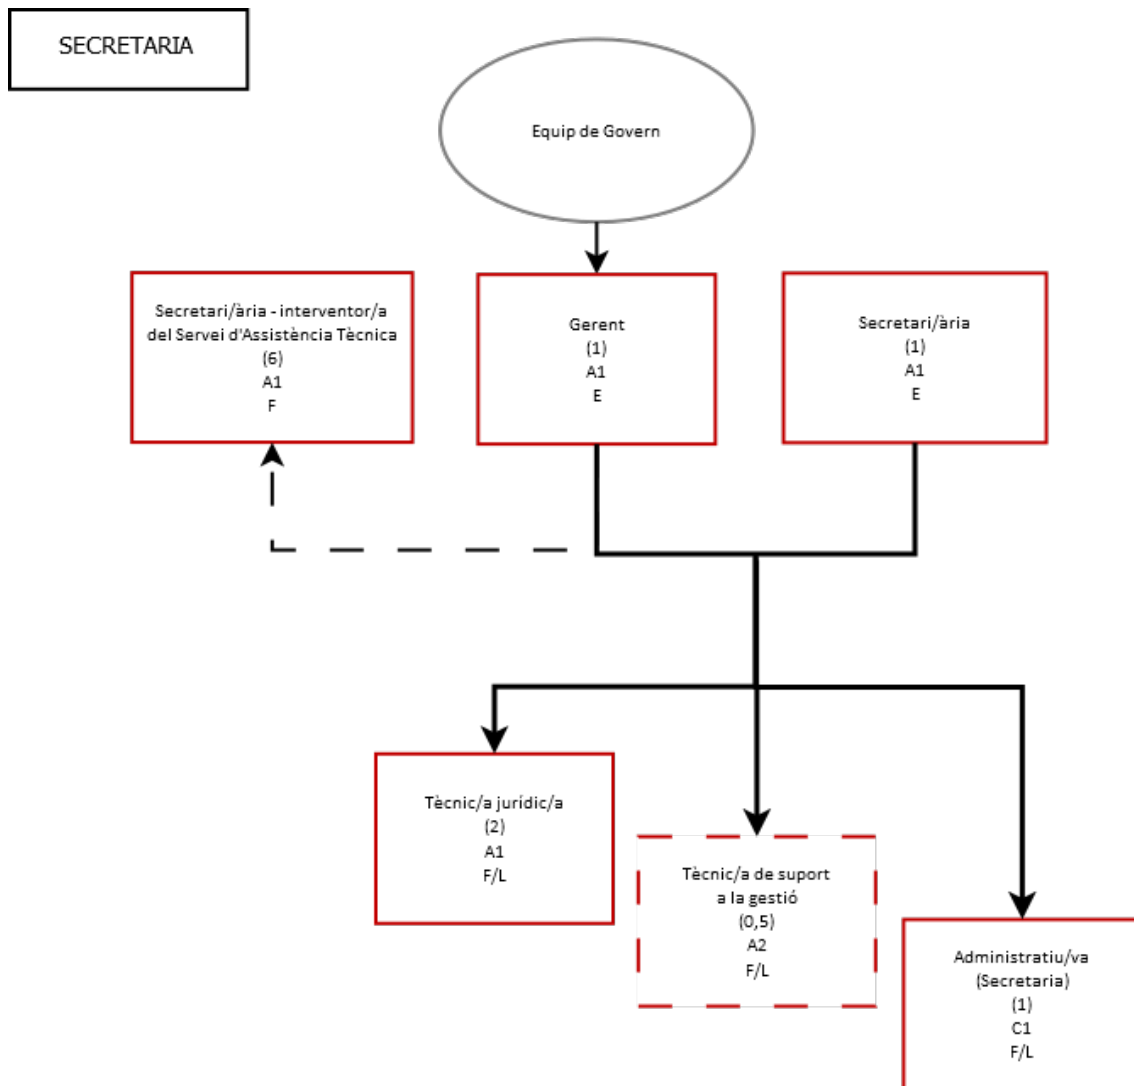 SECRETARIA
Equip de Govern
Secretari/ària - interventor/a
del Servei d'Assistència Tècnica
(6)
A1
F
Gerent
(1)
A1
E
Secretari/ària
(1)
A1
E
Tècnic/a jurídic/a
(2)
A1
F/L
Tècnic/a de suport
a la gestió
(0,5)
A2
F/L
Administratiu/va
(Secretaria)
(1)
C1
F/L